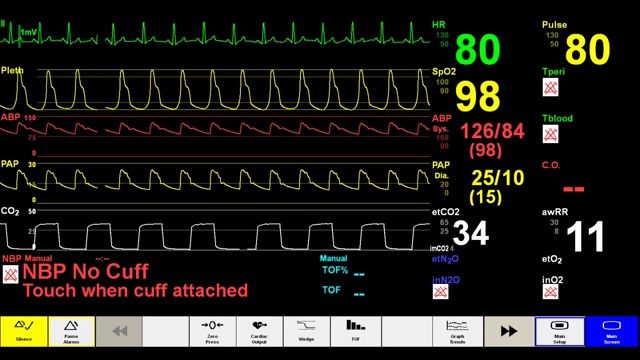 II
1mV
HR
130
50
80
Pulse
130
50
80
Pleth
SpO2
100
90
98
Tperi
ABP 150
75
0
ABP
Sys.
160
90
126/84
(98)
Tblood
PAP 30
15
0
PAP
Dia.
20
0
25/10
(15)
C.O.
--
CO2 50
25
0
etCO2
65
25
imCO2 4
34
awRR
30
8
11
NBP Manual --:--
NBP No Cuff
Touch when cuff attached
Manual
TOF% --
TOF --
etN2O
inN2O
etO2
inO2
Silence
Pause Alarms
Zero Press
Cardiac Output
Wedge
TOF
Graph Trends
Main Setup
Main Screen